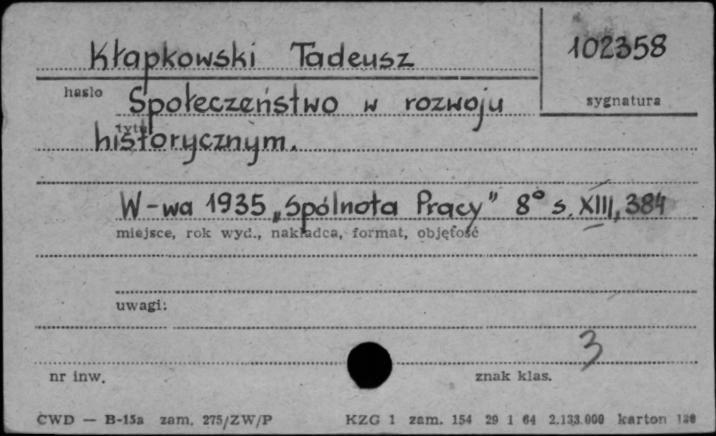 Kłapkowski Tadeusz
102358
hasło
sygnatura
Społeczeństwo w rozwoju
tytuł
historycznym.
W-wa 1935 „Spólnota Pracy" 8° s. XIII, 384
miejsce, rok wyd., nakładca, format, objętość
uwagi:
3
nr inw.
znak klas.
CWD — B-15a zam. 275/ZW/P
KZG 1 zam. 154 29 1 64 2.133.000 karton